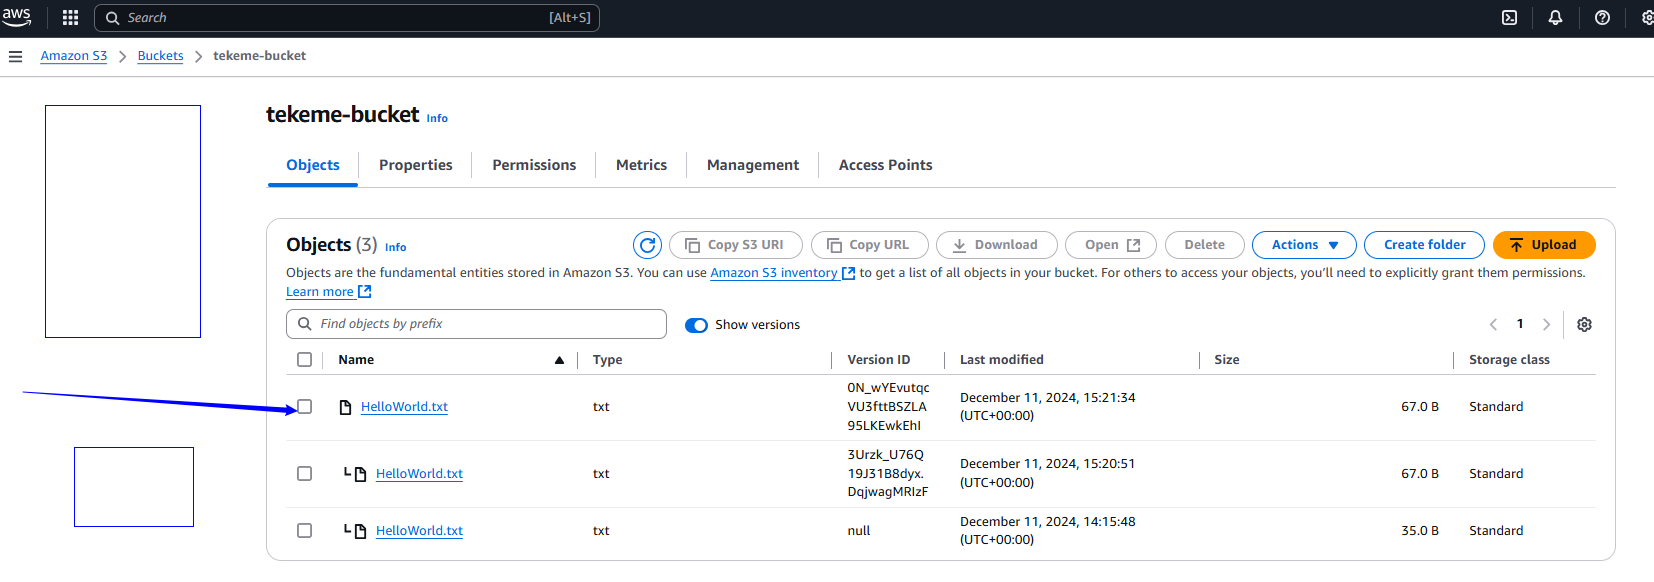 aws
Search [Alt+S]
Amazon S3 > Buckets > tekeme-bucket
tekeme-bucket Info
Objects Properties Permissions Metrics Management Access Points
Objects (3) Info
Copy S3 URI Copy URL Download Open Delete Actions Create folder Upload
Objects are the fundamental entities stored in Amazon S3. You can use Amazon S3 inventory to get a list of all objects in your bucket. For others to access your objects, you'll need to explicitly grant them permissions.
Learn more
Find objects by prefix Show versions 1
Name Type Version ID Last modified Size Storage class
HelloWorld.txt txt 0N_wYEvutqc
VU3fttBSZLA
95LKEwkEhI December 11, 2024, 15:21:34
(UTC+00:00) 67.0 B Standard
HelloWorld.txt txt 3Urzk_U76Q
19J31B8dyx.
DqjwagMRIzF December 11, 2024, 15:20:51
(UTC+00:00) 67.0 B Standard
HelloWorld.txt txt null December 11, 2024, 14:15:48
(UTC+00:00) 35.0 B Standard